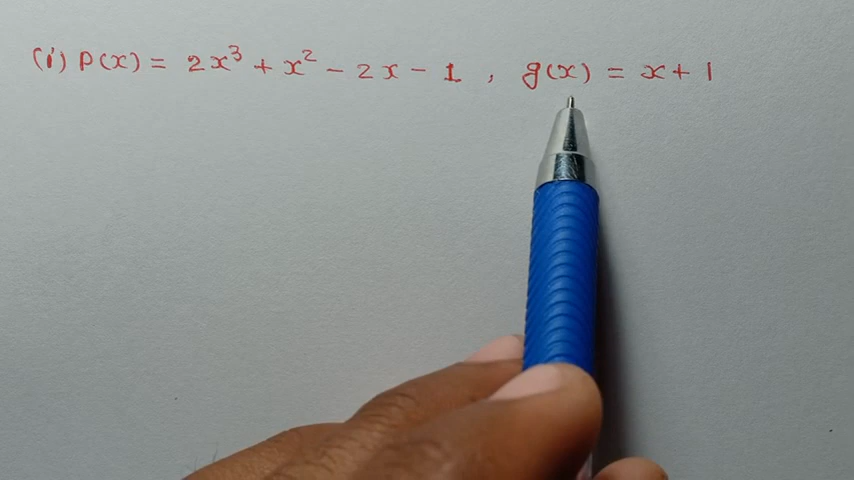 (i) P(x) = 2x³ + x² - 2x - 1 , g(x) = x + 1